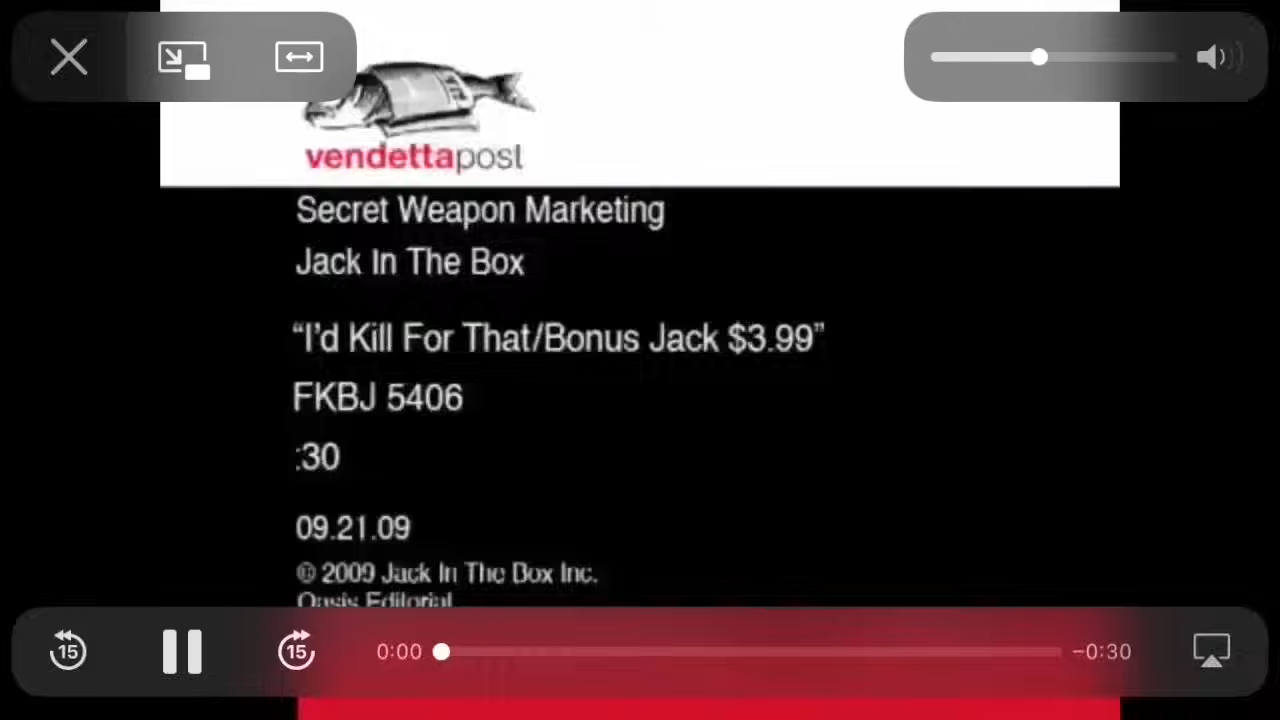 vendettapost
Secret Weapon Marketing
Jack In The Box
“I’d Kill For That/Bonus Jack $3.99”
FKBJ 5406
:30
09.21.09
© 2009 Jack In The Box Inc.
Oasis Editorial
15
15
0:00
−0:30